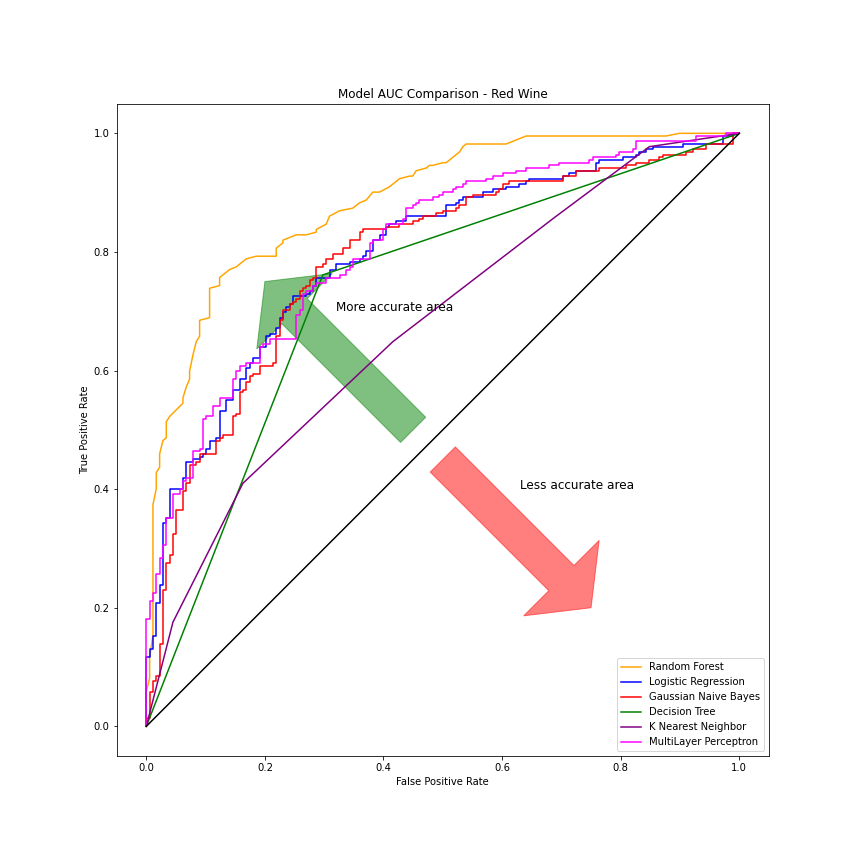 Model AUC Comparison - Red Wine
1.0
0.8
0.6
0.4
0.2
0.0
True Positive Rate
More accurate area
Less accurate area
Random Forest
Logistic Regression
Gaussian Naive Bayes
Decision Tree
K Nearest Neighbor
MultiLayer Perceptron
0.0 0.2 0.4 0.6 0.8 1.0
False Positive Rate